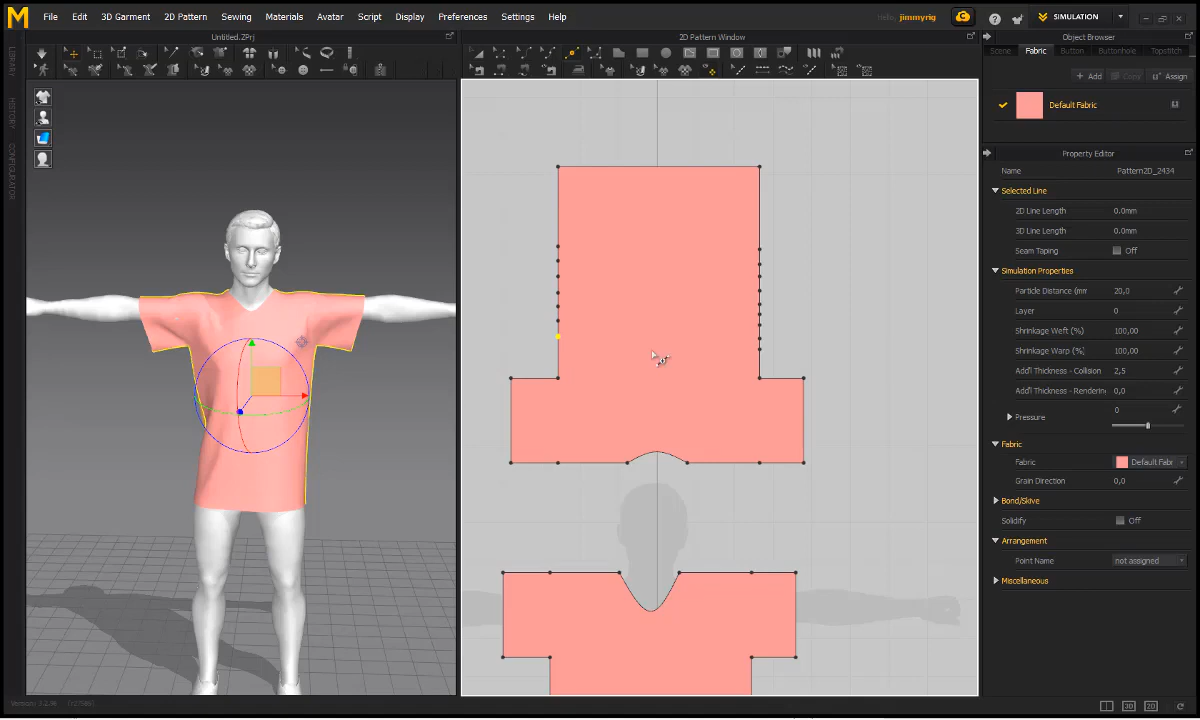 M File Edit 3D Garment 2D Pattern Sewing Materials Avatar Script Display Preferences Settings Help
Hello, jimmyrig
SIMULATION
Untitled.ZPrj
2D Pattern Window
Object Browser
Scene Fabric Button Buttonhole Topstitch
+ Add Copy Assign
Default Fabric
LIBRARY
HISTORY
CONFIGURATOR
Property Editor
Name Pattern2D_2434
Selected Line
2D Line Length 0.0mm
3D Line Length 0.0mm
Seam Taping Off
Simulation Properties
Particle Distance (mm 20,0
Layer 0
Shrinkage Weft (%) 100,00
Shrinkage Warp (%) 100,00
Add'l Thickness - Collision 2,5
Add'l Thickness - Renderin 0,0
Pressure 0
Fabric
Fabric Default Fabr
Grain Direction 0,0
Bond/Skive
Solidify Off
Arrangement
Point Name not assigned
Miscellaneous
3D 2D